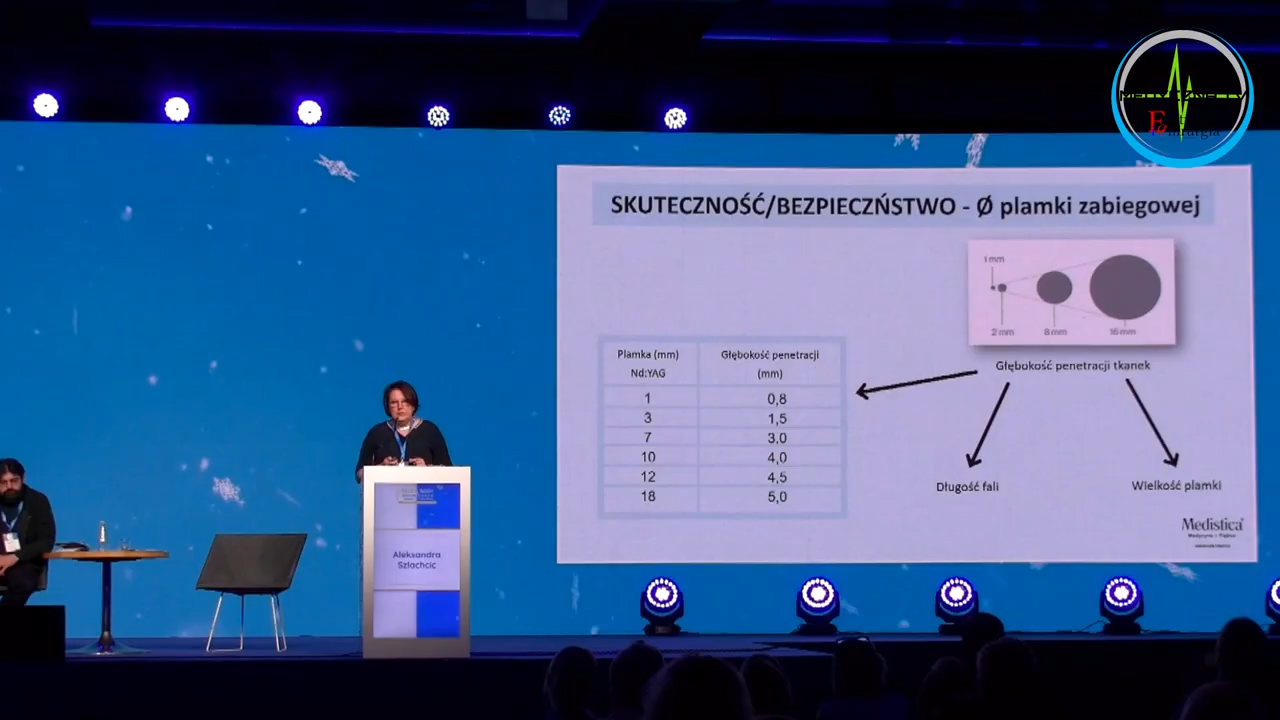 SKUTECZNOŚĆ/BEZPIECZŃSTWO - Ø plamki zabiegowej
1 mm
2 mm
8 mm
16 mm
Głębokość penetracji tkanek
Plamka (mm)
Nd:YAG
Głębokość penetracji
(mm)
1 0,8
3 1,5
7 3,0
10 4,0
12 4,5
18 5,0
Długość fali
Wielkość plamki
Medistica
Aleksandra
Szlachcic